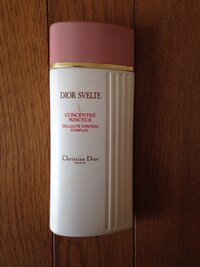 DIOR SVELTE
CONCENTRÉ
MINCEUR
CELLULITE CONTROL
COMPLEX
Christian Dior
PARIS